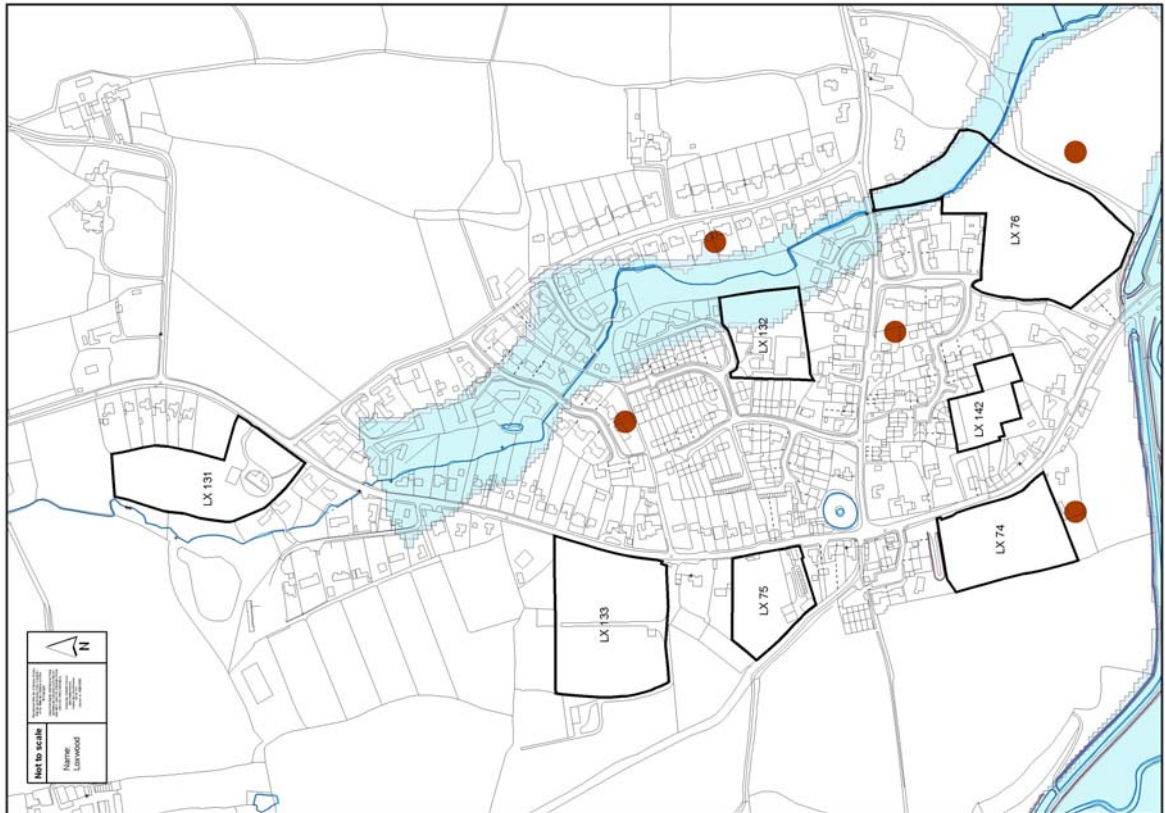 Not to scale
Name:
Loxwood
N
LX 131
LX 133
LX 75
LX 132
LX 74
LX 142
LX 76